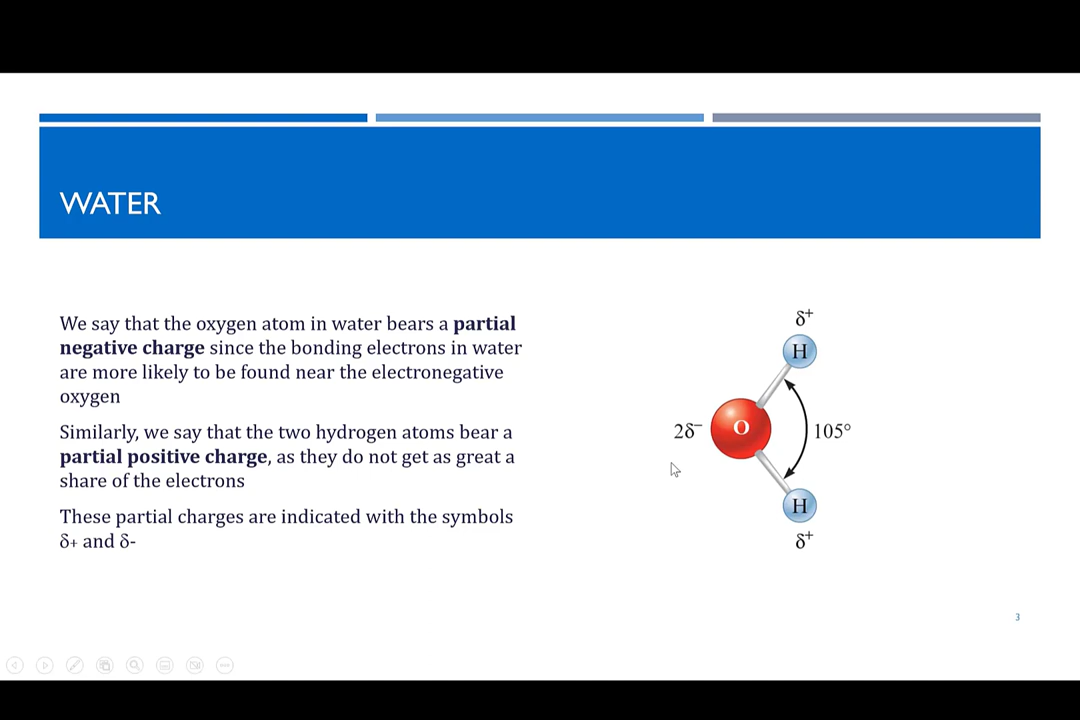 WATER
We say that the oxygen atom in water bears a partial
negative charge since the bonding electrons in water
are more likely to be found near the electronegative
oxygen
Similarly, we say that the two hydrogen atoms bear a
partial positive charge, as they do not get as great a
share of the electrons
These partial charges are indicated with the symbols
δ+ and δ-
δ⁺
H
2δ⁻ O 105°
H
δ⁺
3